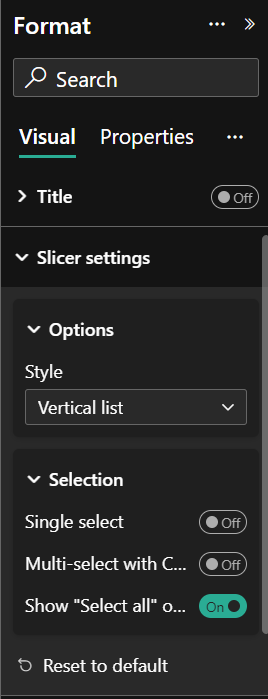 Format
Search
Visual Properties
Title Off
Slicer settings
Options
Style
Vertical list
Selection
Single select Off
Multi-select with C... Off
Show "Select all" o... On
Reset to default